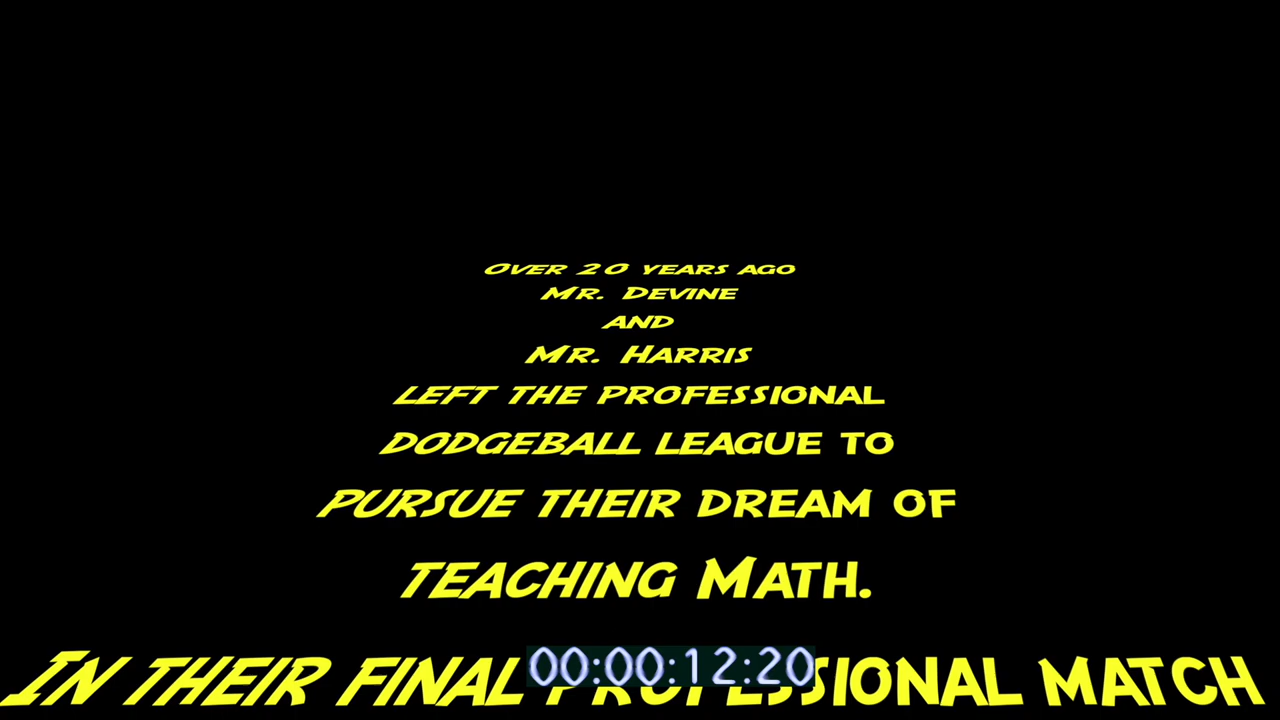 Over 20 years ago
Mr. Devine
and
Mr. Harris
left the professional
dodgeball league to
pursue their dream of
teaching Math.
In their final professional match
00:00:12:20